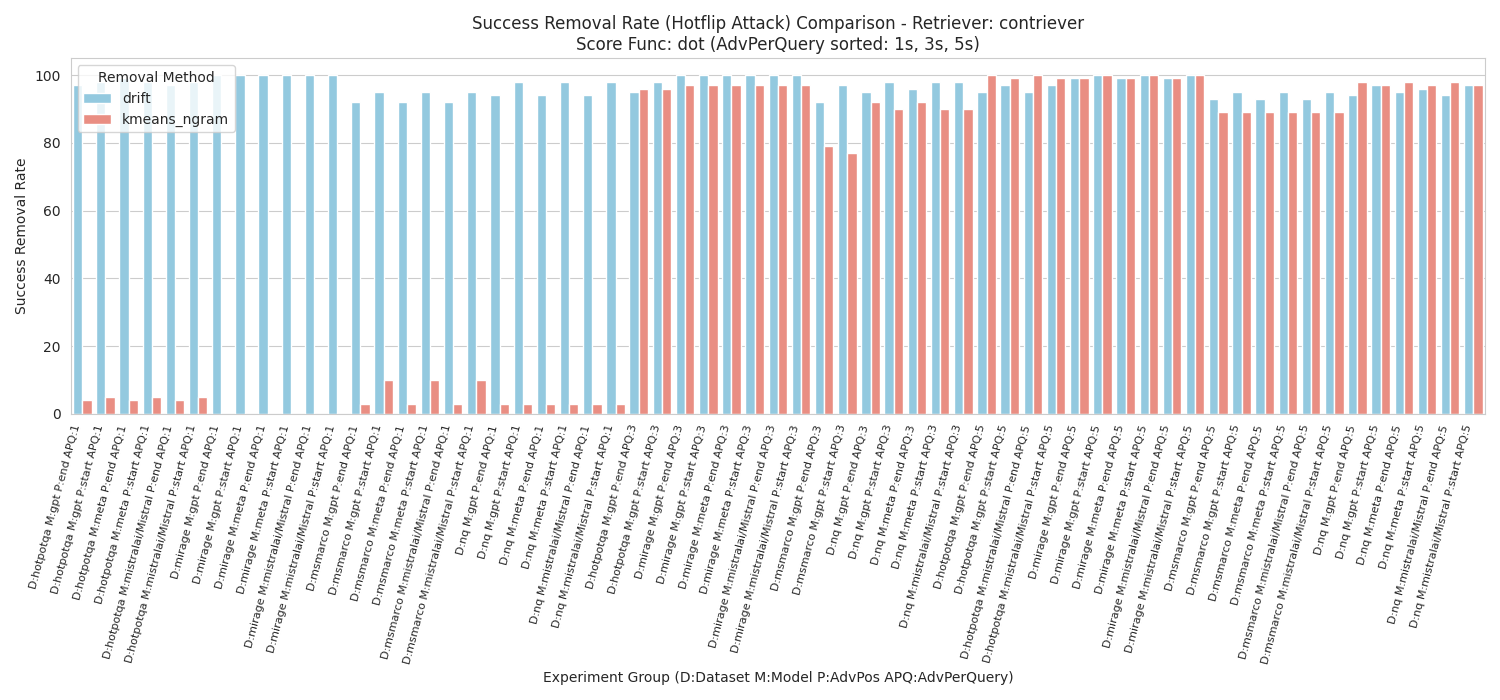 Success Removal Rate (Hotflip Attack) Comparison - Retriever: contriever
Score Func: dot (AdvPerQuery sorted: 1s, 3s, 5s)
Removal Method
drift
kmeans_ngram
Success Removal Rate
100
80
60
40
20
0
D:hotpotqa M:gpt P:end APQ:1
D:hotpotqa M:gpt P:start APQ:1
D:hotpotqa M:meta P:end APQ:1
D:hotpotqa M:meta P:start APQ:1
D:hotpotqa M:mistralai/Mistral P:end APQ:1
D:hotpotqa M:mistralai/Mistral P:start APQ:1
D:mirage M:gpt P:end APQ:1
D:mirage M:gpt P:start APQ:1
D:mirage M:meta P:end APQ:1
D:mirage M:meta P:start APQ:1
D:mirage M:mistralai/Mistral P:end APQ:1
D:mirage M:mistralai/Mistral P:start APQ:1
D:msmarco M:gpt P:end APQ:1
D:msmarco M:gpt P:start APQ:1
D:msmarco M:meta P:end APQ:1
D:msmarco M:meta P:start APQ:1
D:msmarco M:mistralai/Mistral P:end APQ:1
D:msmarco M:mistralai/Mistral P:start APQ:1
D:nq M:gpt P:end APQ:1
D:nq M:gpt P:start APQ:1
D:nq M:meta P:end APQ:1
D:nq M:meta P:start APQ:1
D:nq M:mistralai/Mistral P:end APQ:1
D:nq M:mistralai/Mistral P:start APQ:1
D:hotpotqa M:gpt P:end APQ:3
D:hotpotqa M:gpt P:start APQ:3
D:mirage M:gpt P:end APQ:3
D:mirage M:gpt P:start APQ:3
D:mirage M:meta P:end APQ:3
D:mirage M:meta P:start APQ:3
D:mirage M:mistralai/Mistral P:end APQ:3
D:mirage M:mistralai/Mistral P:start APQ:3
D:msmarco M:gpt P:end APQ:3
D:msmarco M:gpt P:start APQ:3
D:nq M:gpt P:end APQ:3
D:nq M:gpt P:start APQ:3
D:nq M:meta P:end APQ:3
D:nq M:meta P:start APQ:3
D:nq M:mistralai/Mistral P:start APQ:3
D:hotpotqa M:gpt P:end APQ:5
D:hotpotqa M:gpt P:start APQ:5
D:hotpotqa M:mistralai/Mistral P:end APQ:5
D:hotpotqa M:mistralai/Mistral P:start APQ:5
D:mirage M:gpt P:end APQ:5
D:mirage M:gpt P:start APQ:5
D:mirage M:meta P:end APQ:5
D:mirage M:meta P:start APQ:5
D:mirage M:mistralai/Mistral P:end APQ:5
D:mirage M:mistralai/Mistral P:start APQ:5
D:msmarco M:gpt P:end APQ:5
D:msmarco M:gpt P:start APQ:5
D:msmarco M:meta P:end APQ:5
D:msmarco M:meta P:start APQ:5
D:msmarco M:mistralai/Mistral P:end APQ:5
D:msmarco M:mistralai/Mistral P:start APQ:5
D:nq M:gpt P:end APQ:5
D:nq M:gpt P:start APQ:5
D:nq M:meta P:end APQ:5
D:nq M:meta P:start APQ:5
D:nq M:mistralai/Mistral P:end APQ:5
D:nq M:mistralai/Mistral P:start APQ:5
Experiment Group (D:Dataset M:Model P:AdvPos APQ:AdvPerQuery)